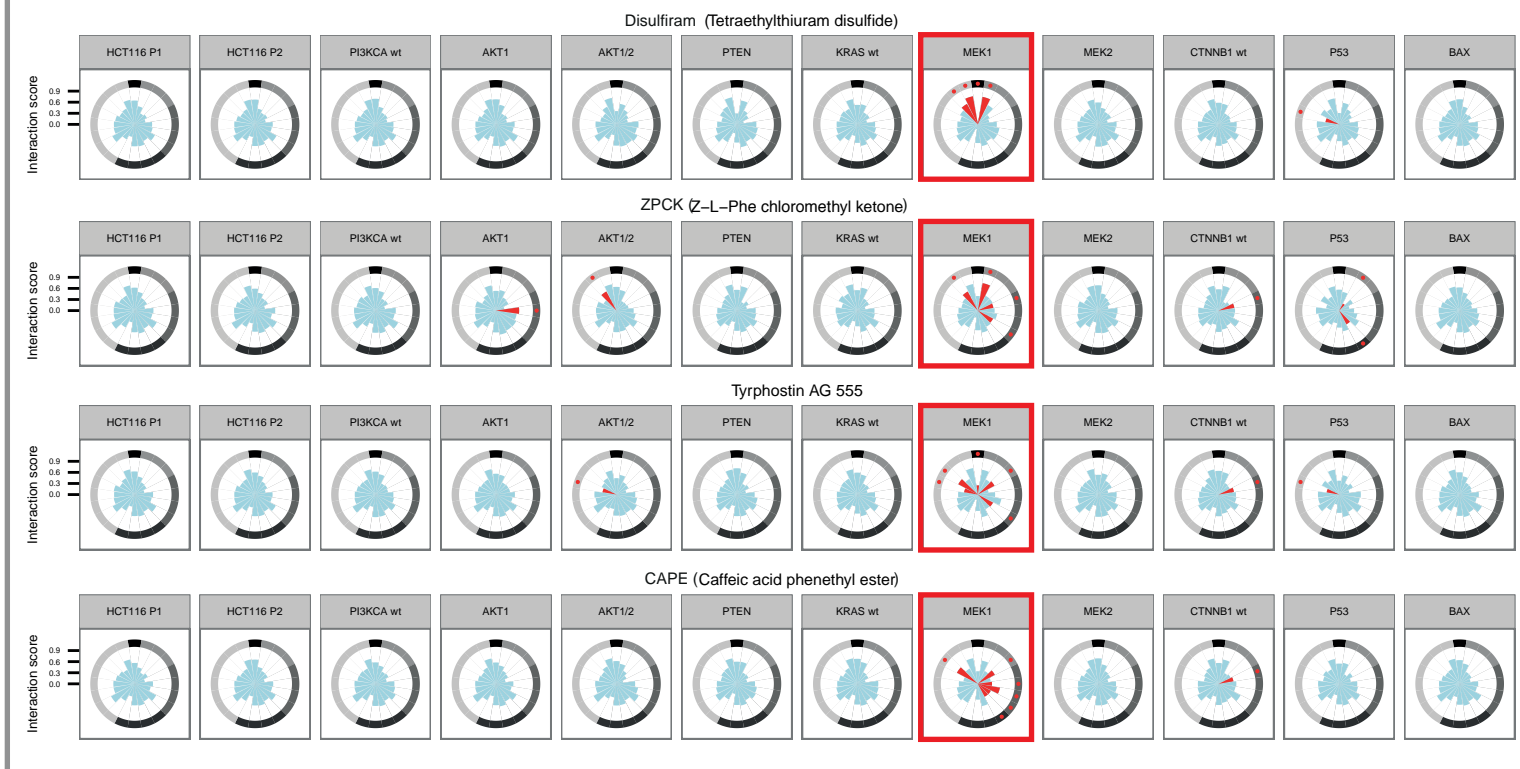 Disulfiram (Tetraethylthiuram disulfide)
HCT116 P1 HCT116 P2 PI3KCA wt AKT1 AKT1/2 PTEN KRAS wt MEK1 MEK2 CTNNB1 wt P53 BAX
Interaction score
0.9
0.6
0.3
0.0
ZPCK (Z–L–Phe chloromethyl ketone)
HCT116 P1 HCT116 P2 PI3KCA wt AKT1 AKT1/2 PTEN KRAS wt MEK1 MEK2 CTNNB1 wt P53 BAX
Interaction score
0.9
0.6
0.3
0.0
Tyrphostin AG 555
HCT116 P1 HCT116 P2 PI3KCA wt AKT1 AKT1/2 PTEN KRAS wt MEK1 MEK2 CTNNB1 wt P53 BAX
Interaction score
0.9
0.6
0.3
0.0
CAPE (Caffeic acid phenethyl ester)
HCT116 P1 HCT116 P2 PI3KCA wt AKT1 AKT1/2 PTEN KRAS wt MEK1 MEK2 CTNNB1 wt P53 BAX
Interaction score
0.9
0.6
0.3
0.0